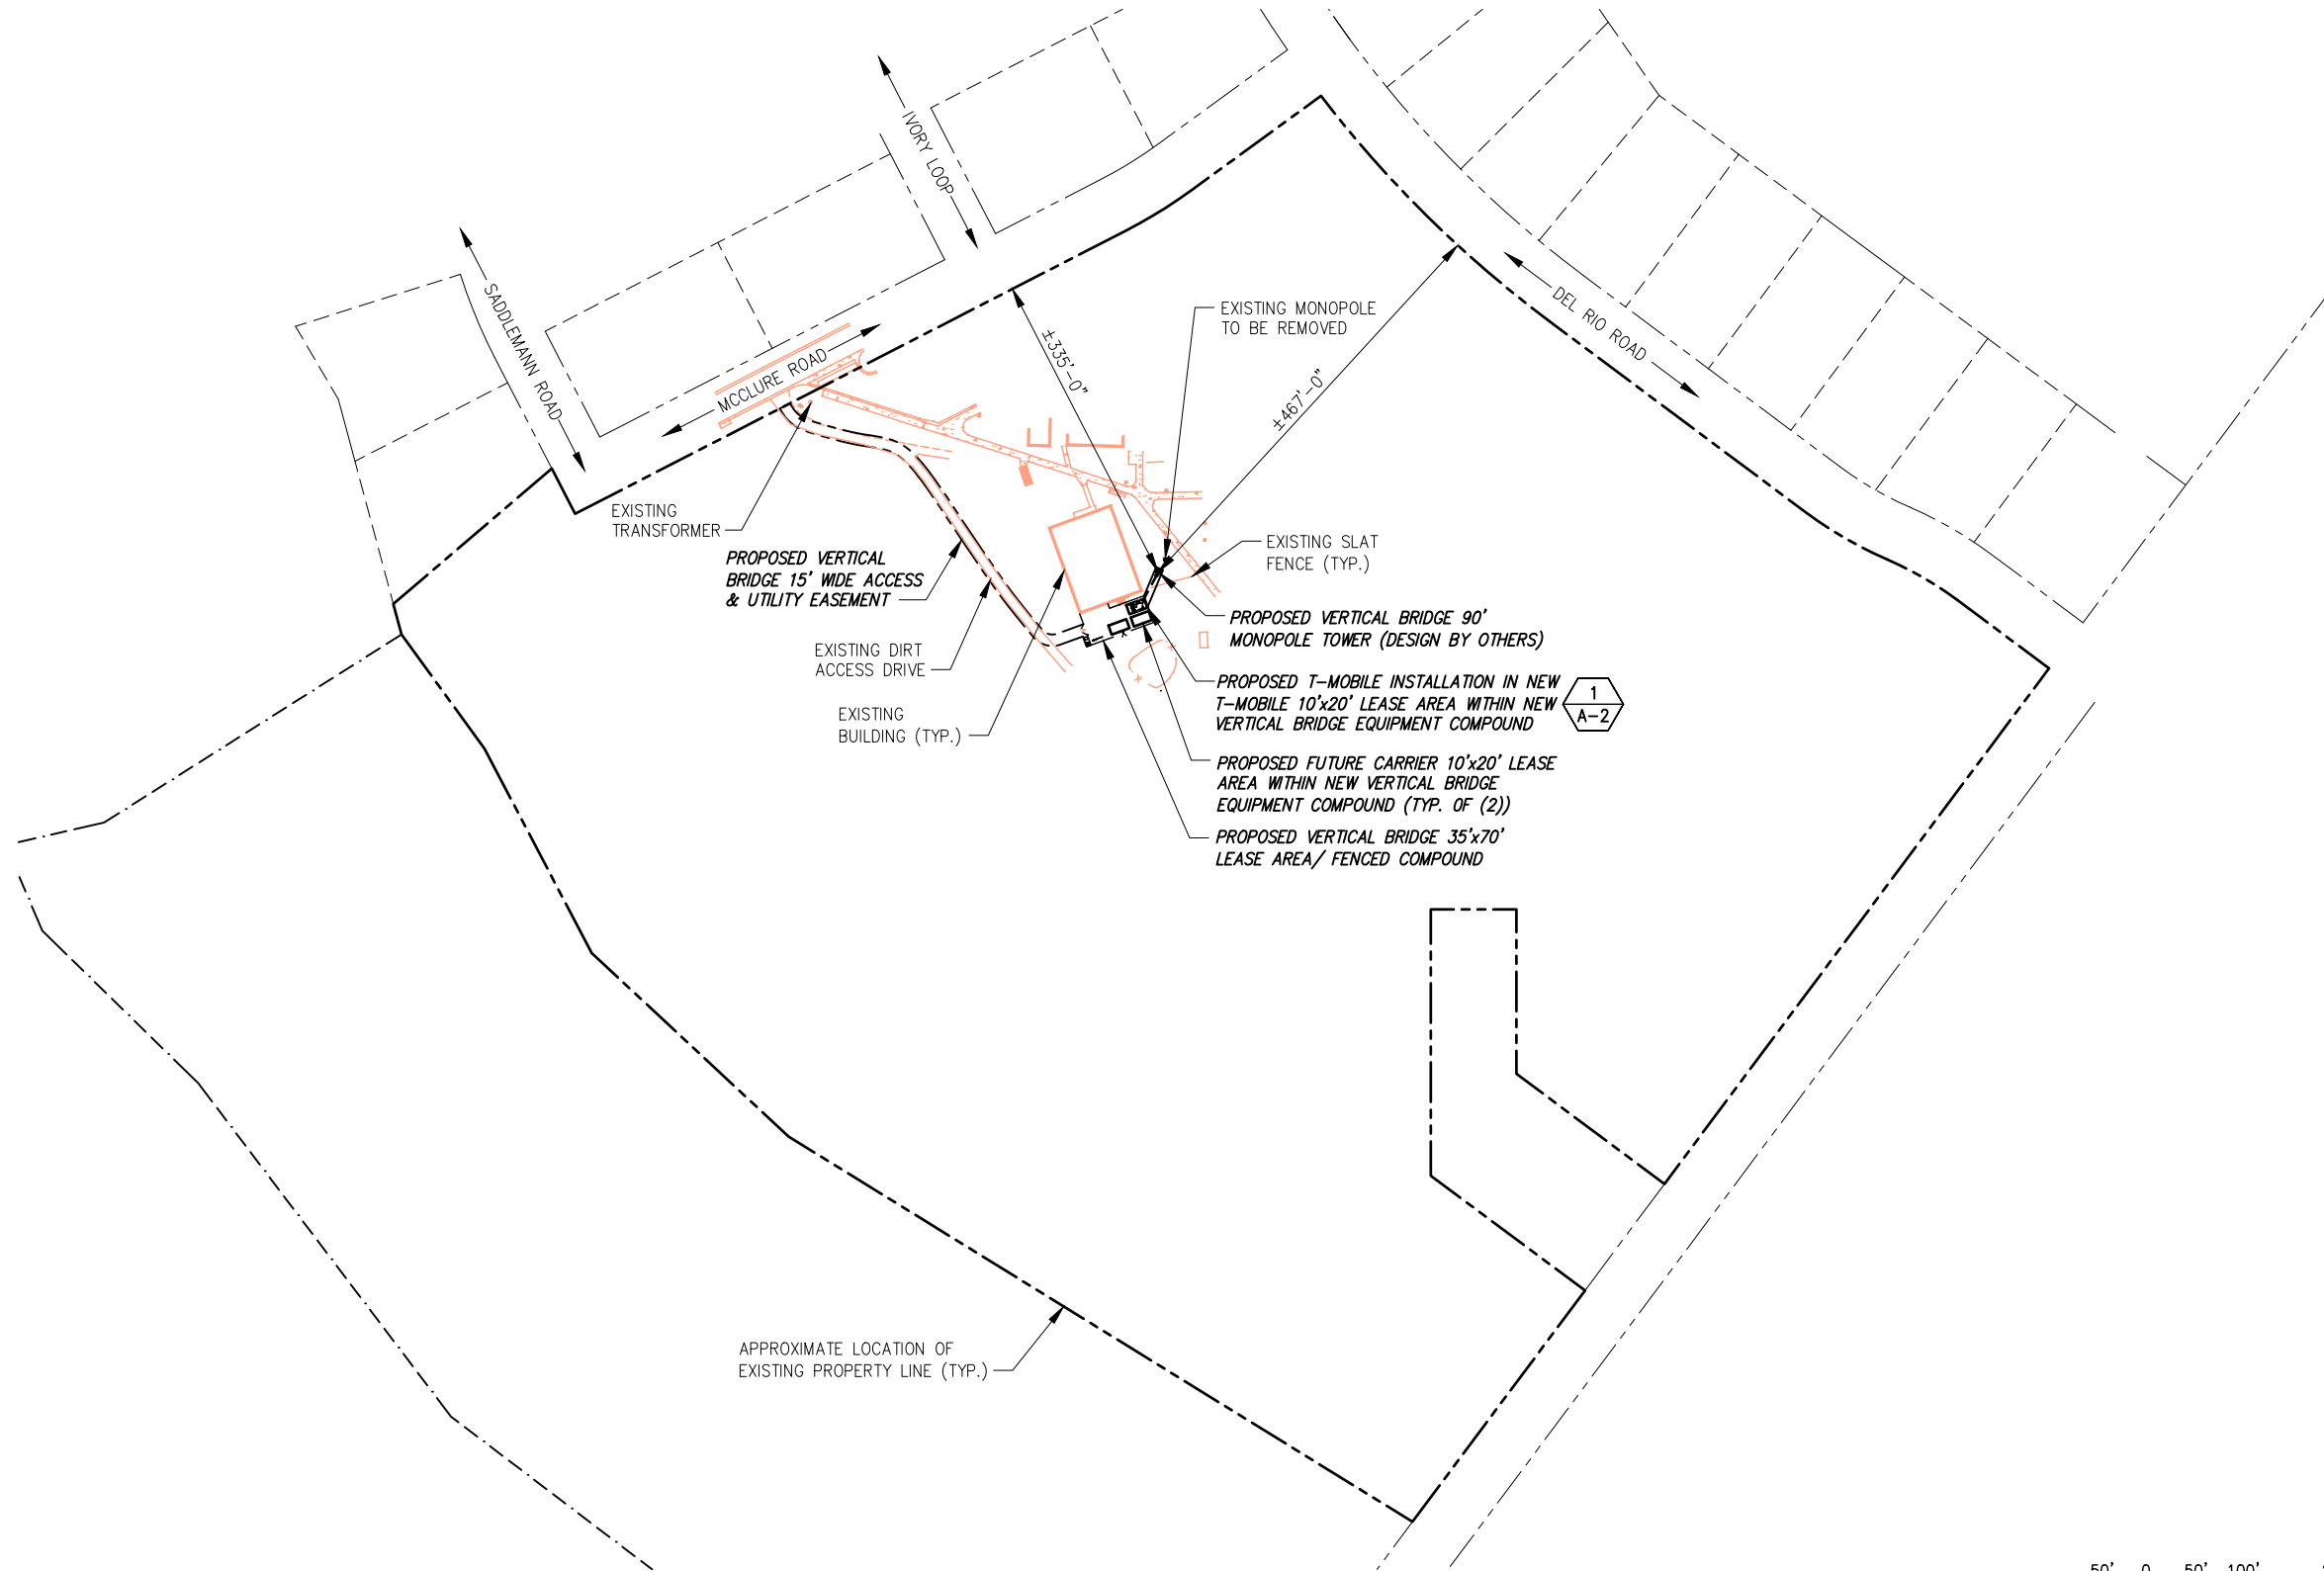 IVORY LOOP
SADDLEMANN ROAD
MCCLURE ROAD
DEL RIO ROAD
±335'-0"
±467'-0"
EXISTING MONOPOLE
TO BE REMOVED
EXISTING
TRANSFORMER
EXISTING SLAT
FENCE (TYP.)
PROPOSED VERTICAL
BRIDGE 15' WIDE ACCESS
& UTILITY EASEMENT
PROPOSED VERTICAL BRIDGE 90'
MONOPOLE TOWER (DESIGN BY OTHERS)
EXISTING DIRT
ACCESS DRIVE
PROPOSED T-MOBILE INSTALLATION IN NEW
T-MOBILE 10'x20' LEASE AREA WITHIN NEW
VERTICAL BRIDGE EQUIPMENT COMPOUND
1
A-2
EXISTING
BUILDING (TYP.)
PROPOSED FUTURE CARRIER 10'x20' LEASE
AREA WITHIN NEW VERTICAL BRIDGE
EQUIPMENT COMPOUND (TYP. OF (2))
PROPOSED VERTICAL BRIDGE 35'x70'
LEASE AREA/ FENCED COMPOUND
APPROXIMATE LOCATION OF
EXISTING PROPERTY LINE (TYP.)
50' 0 50' 100'